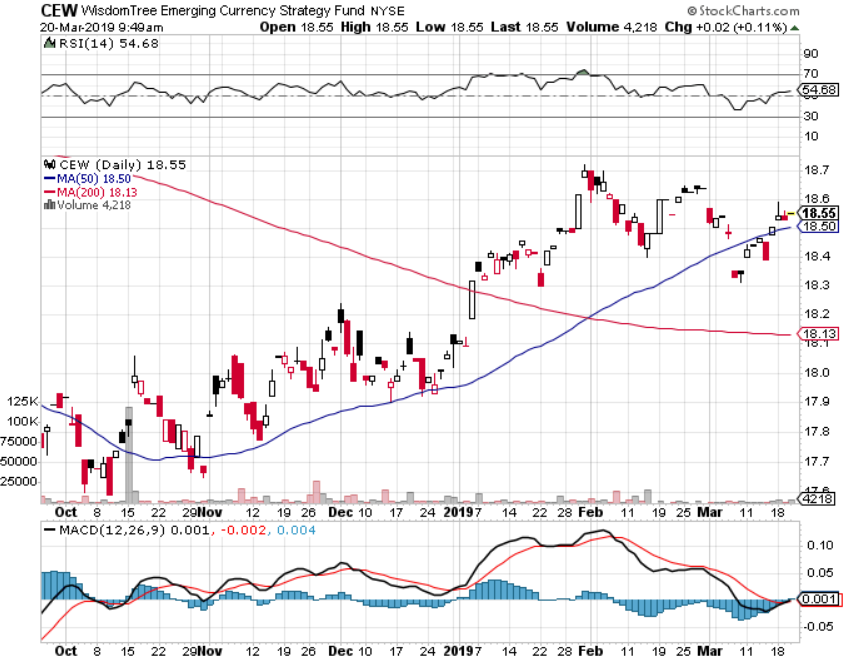 CEW WisdomTree Emerging Currency Strategy Fund NYSE
© StockCharts.com
20-Mar-2019 9:49am
Open 18.55 High 18.55 Low 18.55 Last 18.55 Volume 4,218 Chg +0.02 (+0.11%)
RSI(14) 54.68
90
70
54.68
30
10
CEW (Daily) 18.55
MA(50) 18.50
MA(200) 18.13
Volume 4,218
18.7
18.6
18.55
18.50
18.4
18.3
18.2
18.13
18.1
18.0
17.9
17.8
17.7
17.6
125K
100K
75000
50000
25000
4218
Oct 8 15 22 29 Nov 12 19 26 Dec 10 17 24 2019 7 14 22 28 Feb 11 19 25 Mar 11 18
MACD(12,26,9) 0.001, -0.002, 0.004
0.10
0.05
0.001
-0.05
Oct 8 15 22 29 Nov 12 19 26 Dec 10 17 24 2019 7 14 22 28 Feb 11 19 25 Mar 11 18